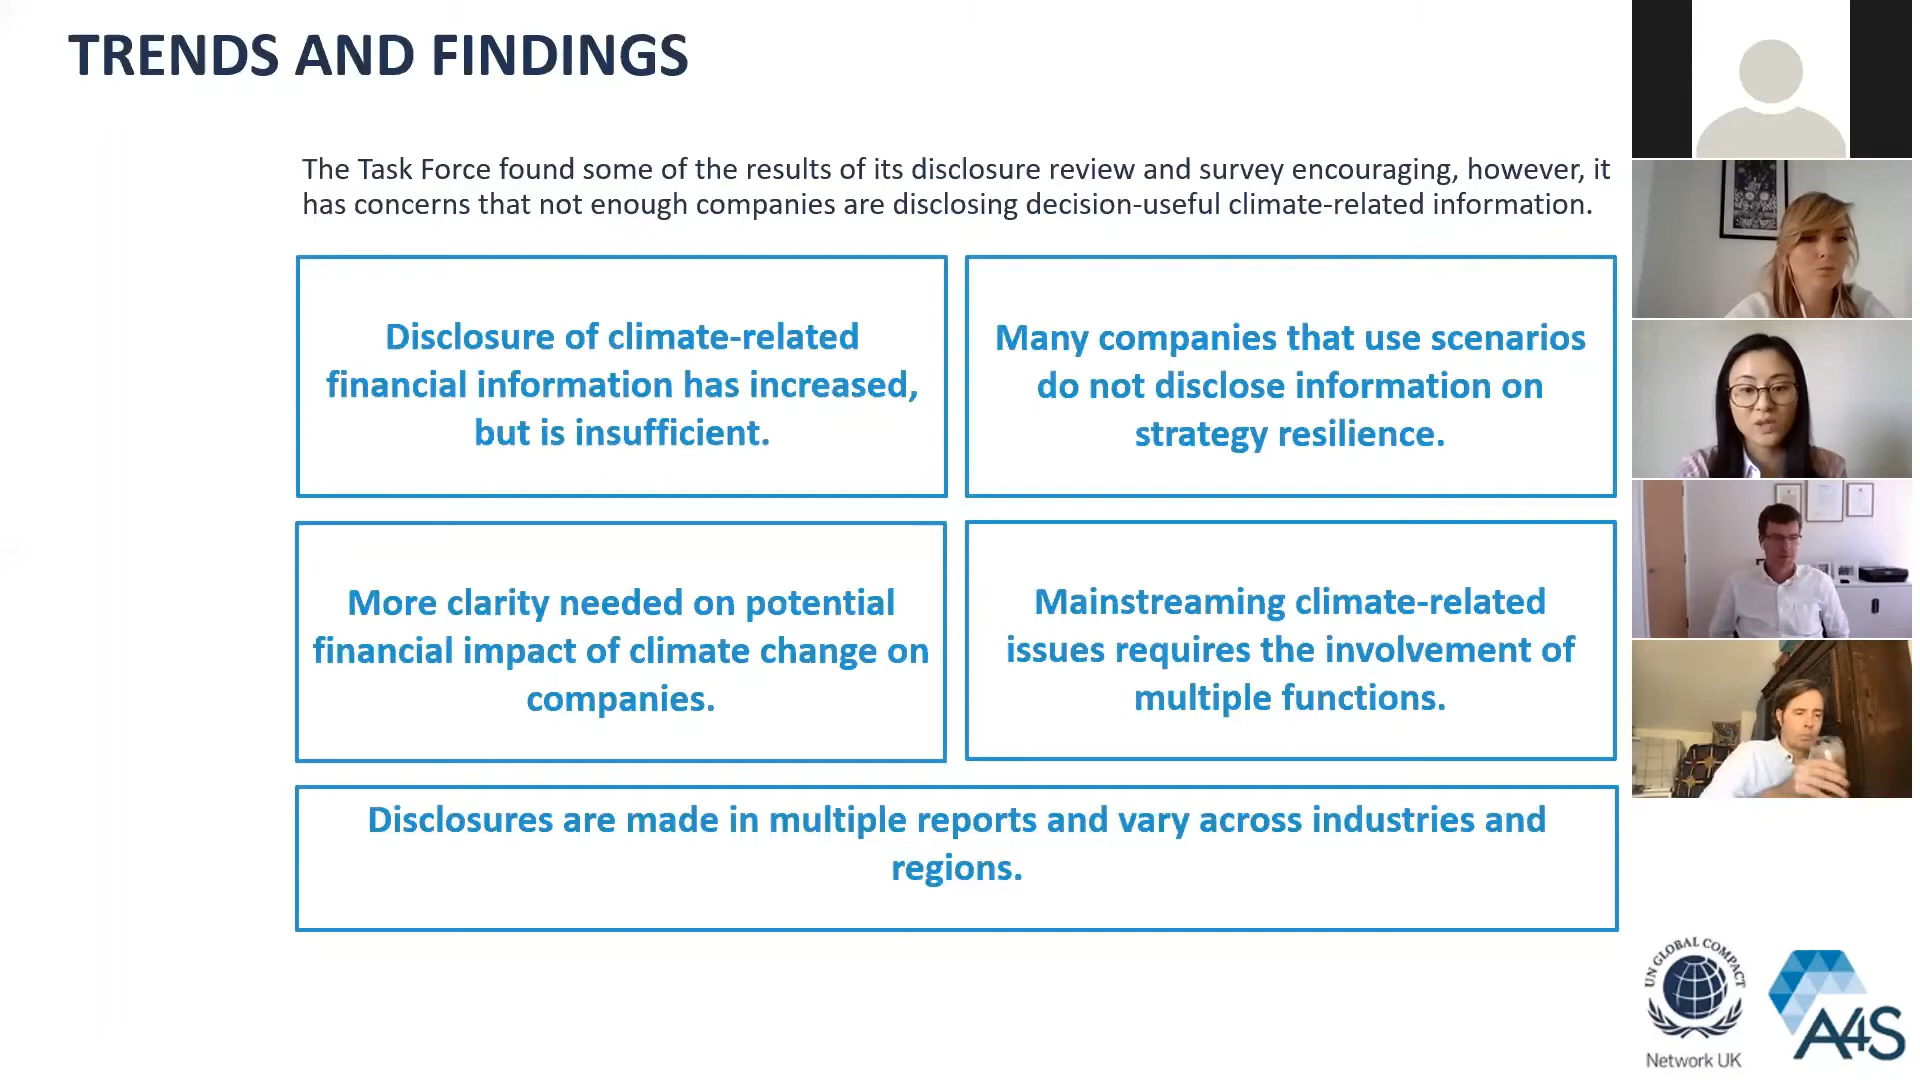 TRENDS AND FINDINGS
The Task Force found some of the results of its disclosure review and survey encouraging, however, it
has concerns that not enough companies are disclosing decision-useful climate-related information.
Disclosure of climate-related
financial information has increased,
but is insufficient.
Many companies that use scenarios
do not disclose information on
strategy resilience.
More clarity needed on potential
financial impact of climate change on
companies.
Mainstreaming climate-related
issues requires the involvement of
multiple functions.
Disclosures are made in multiple reports and vary across industries and
regions.
UN GLOBAL COMPACT
Network UK
A4S